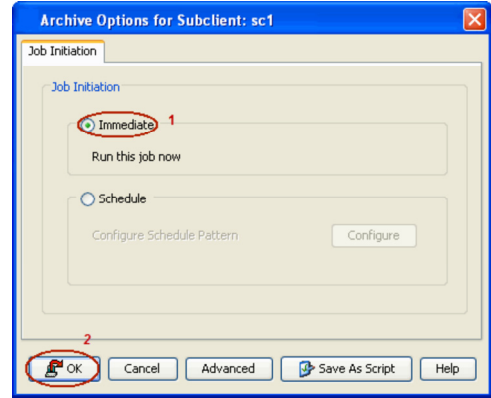 Archive Options for Subclient: sc1
Job Initiation
Job Initiation
Immediate 1
Run this job now
Schedule
Configure Schedule Pattern Configure
2
OK Cancel Advanced Save As Script Help